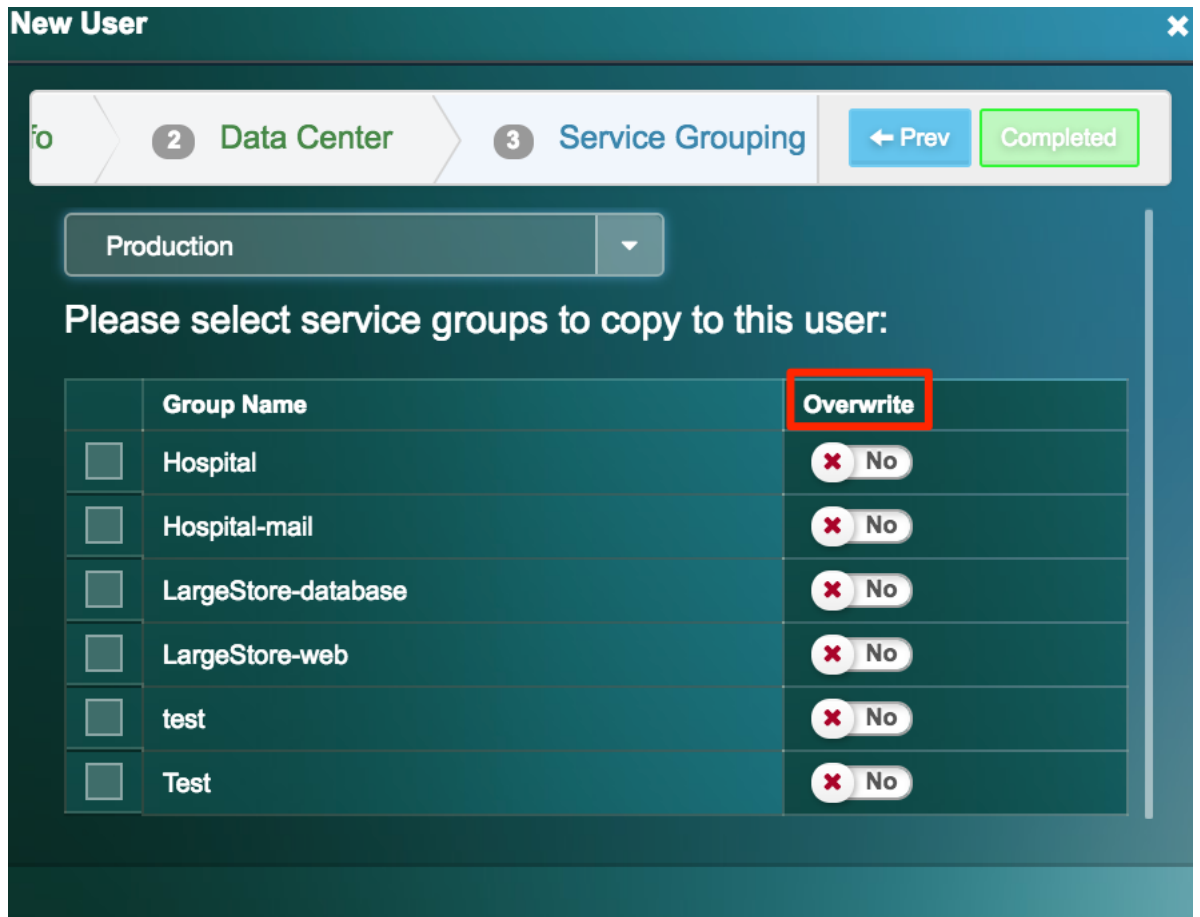 New User
fo 2 Data Center 3 Service Grouping Prev Completed
Production
Please select service groups to copy to this user:
Group Name Overwrite
Hospital No
Hospital-mail No
LargeStore-database No
LargeStore-web No
test No
Test No